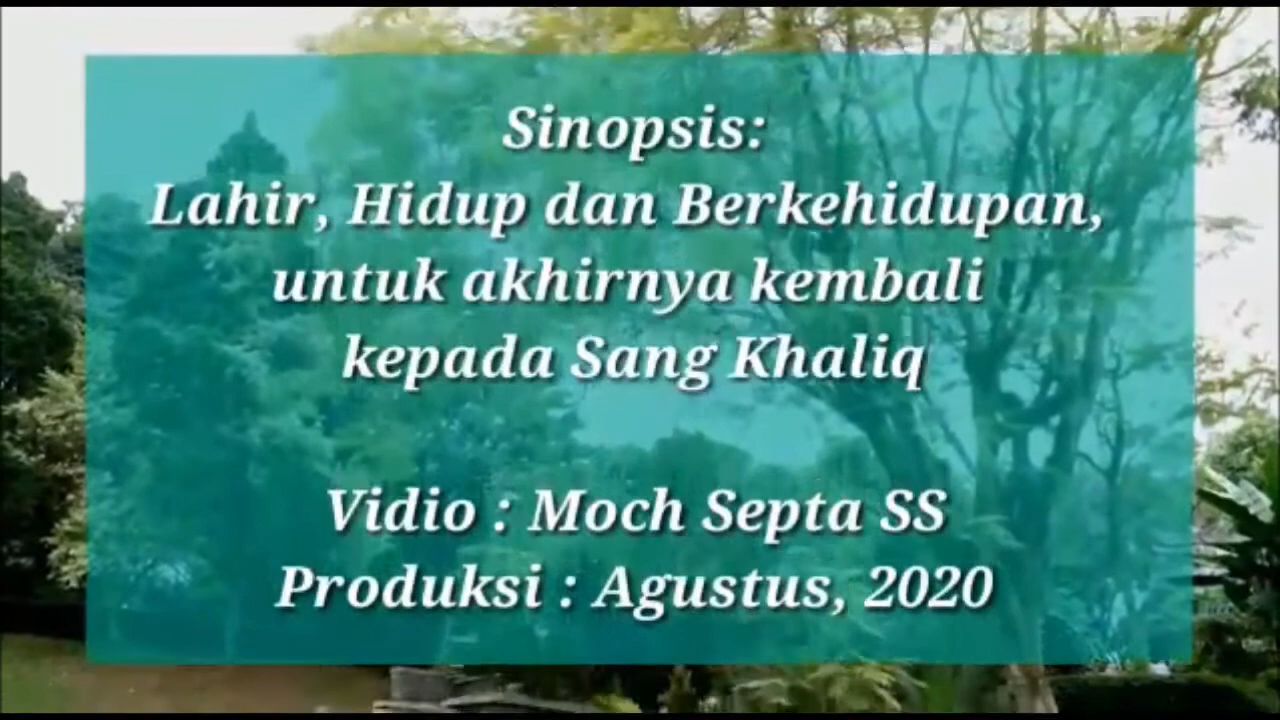 Sinopsis:
Lahir, Hidup dan Berkehidupan,
untuk akhirnya kembali
kepada Sang Khaliq
Vidio : Moch Septa SS
Produksi : Agustus, 2020